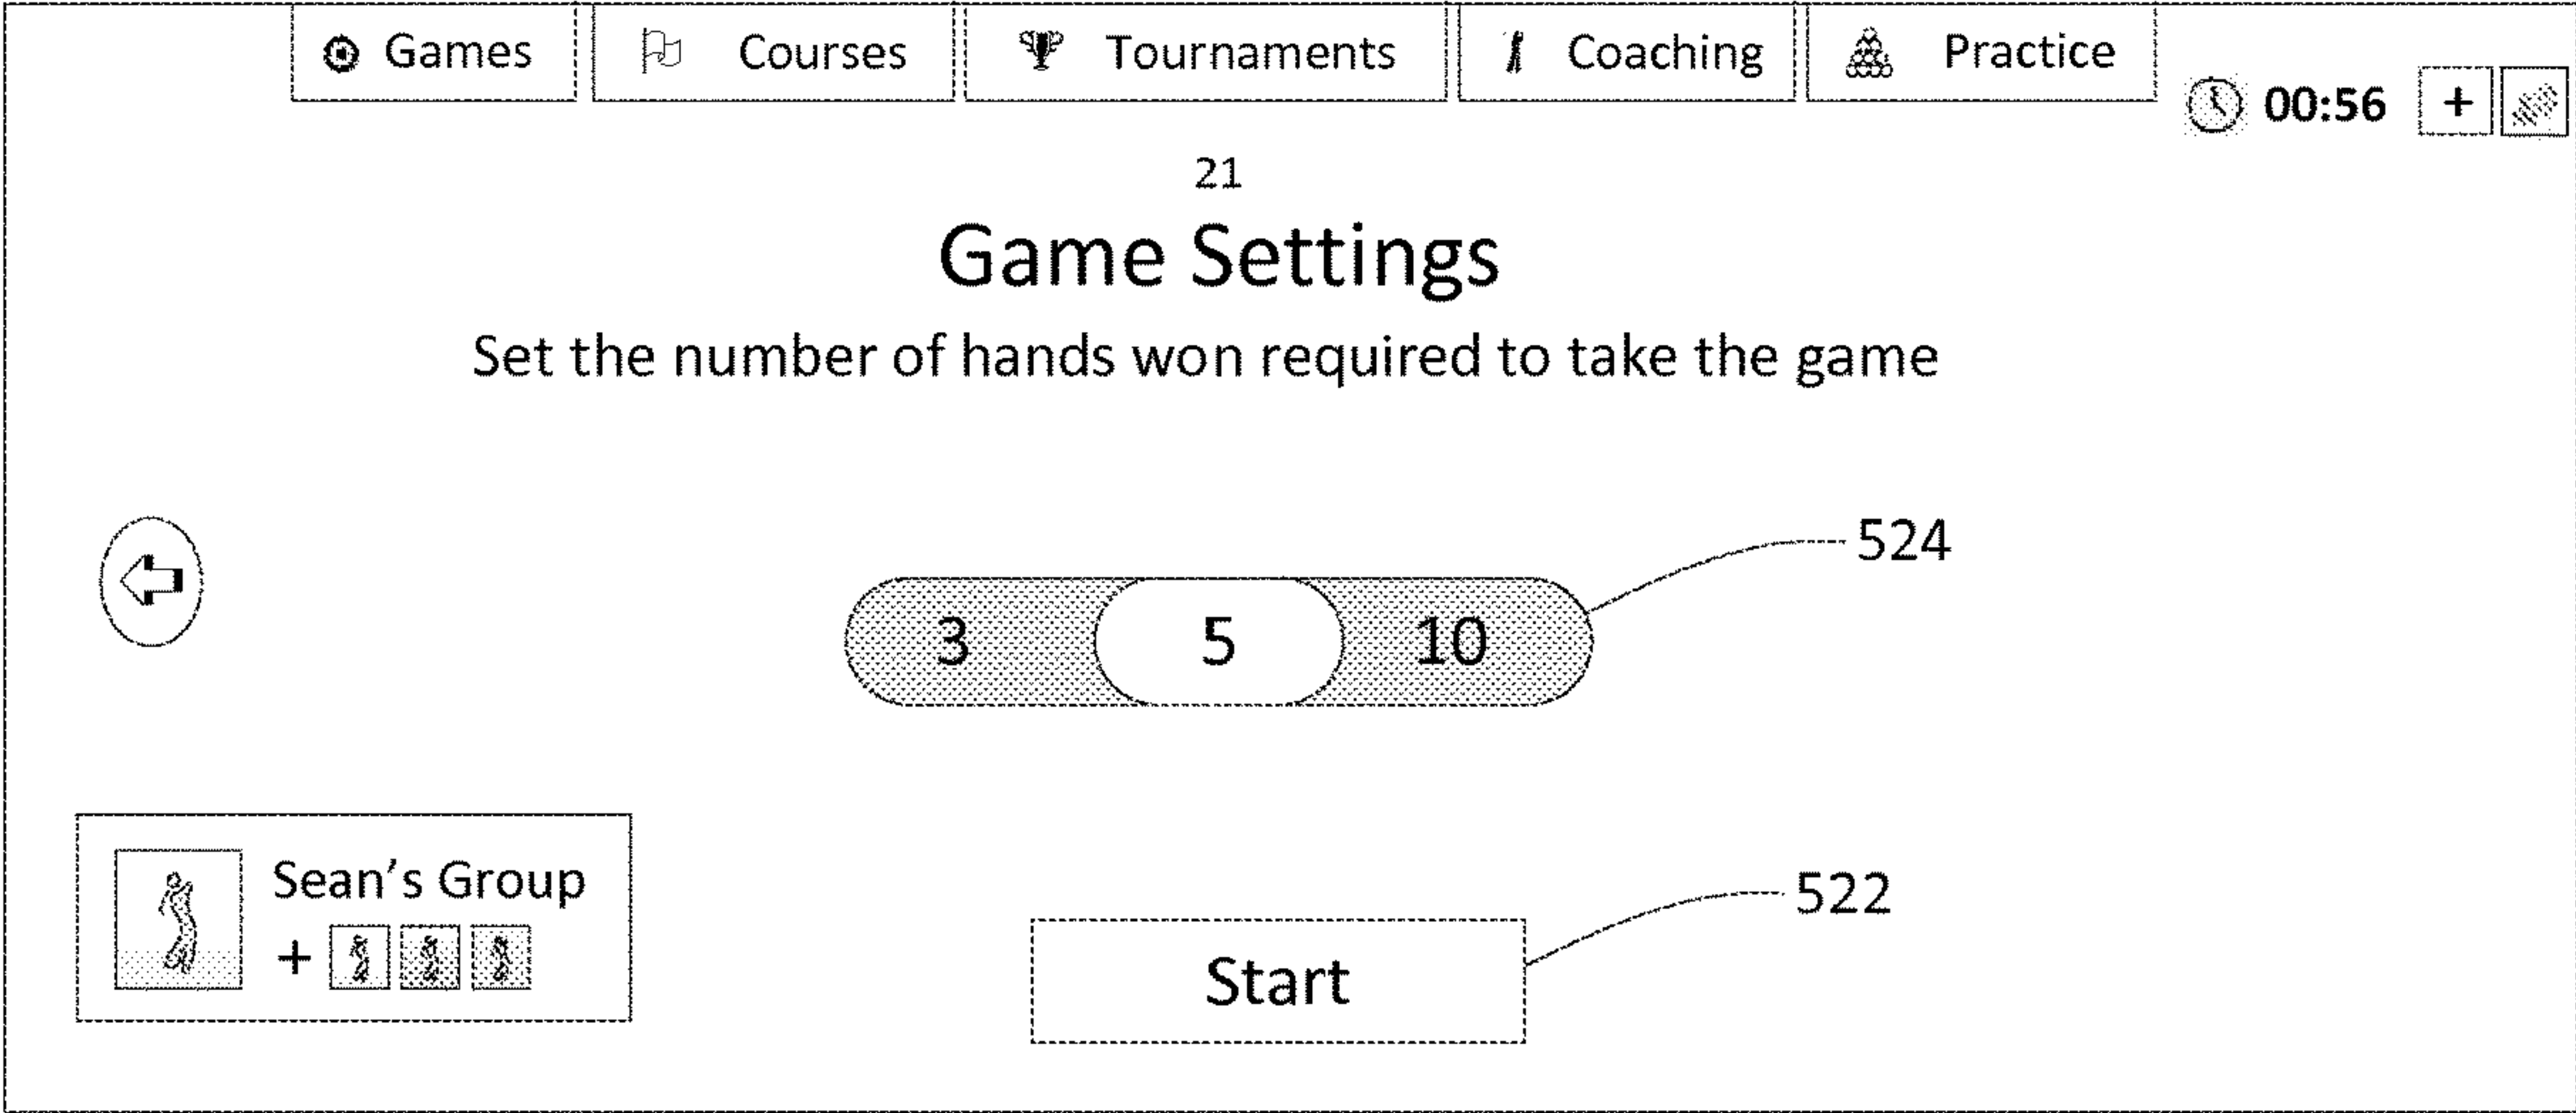 Games Courses Tournaments Coaching Practice
00:56 +
21
Game Settings
Set the number of hands won required to take the game
524
3 5 10
Sean's Group
+
522
Start